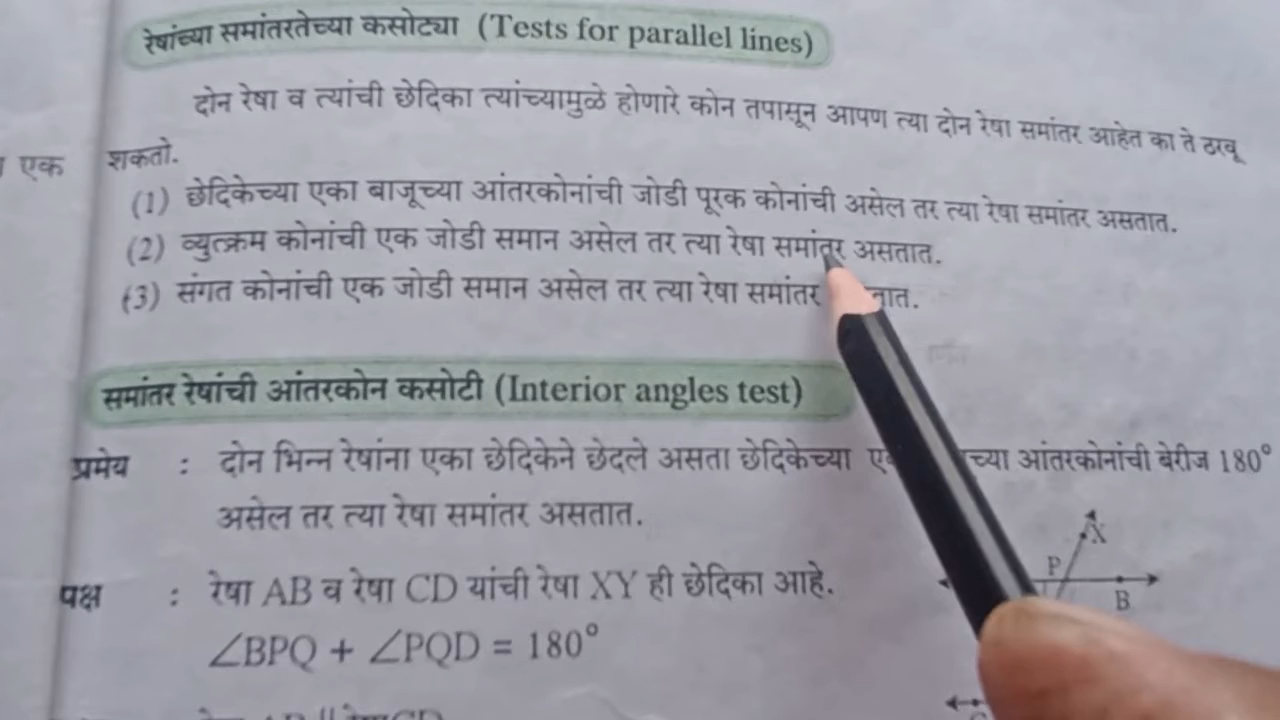 रेषांच्या समांतरतेच्या कसोट्या (Tests for parallel lines)
दोन रेषा व त्यांची छेदिका त्यांच्यामुळे होणारे कोन तपासून आपण त्या दोन रेषा समांतर आहेत का ते ठरवू
एक शकतो.
(1) छेदिकेच्या एका बाजूच्या आंतरकोनांची जोडी पूरक कोनांची असेल तर त्या रेषा समांतर असतात.
(2) व्युत्क्रम कोनांची एक जोडी समान असेल तर त्या रेषा समांतर असतात.
(3) संगत कोनांची एक जोडी समान असेल तर त्या रेषा समांतर
समांतर रेषांची आंतरकोन कसोटी (Interior angles test)
प्रमेय : दोन भिन्न रेषांना एका छेदिकेने छेदले असता छेदिकेच्या आंतरकोनांची बेरीज 180°
असेल तर त्या रेषा समांतर असतात.
X
P
B
पक्ष : रेषा AB व रेषा CD यांची रेषा XY ही छेदिका आहे.
∠BPQ + ∠PQD = 180°